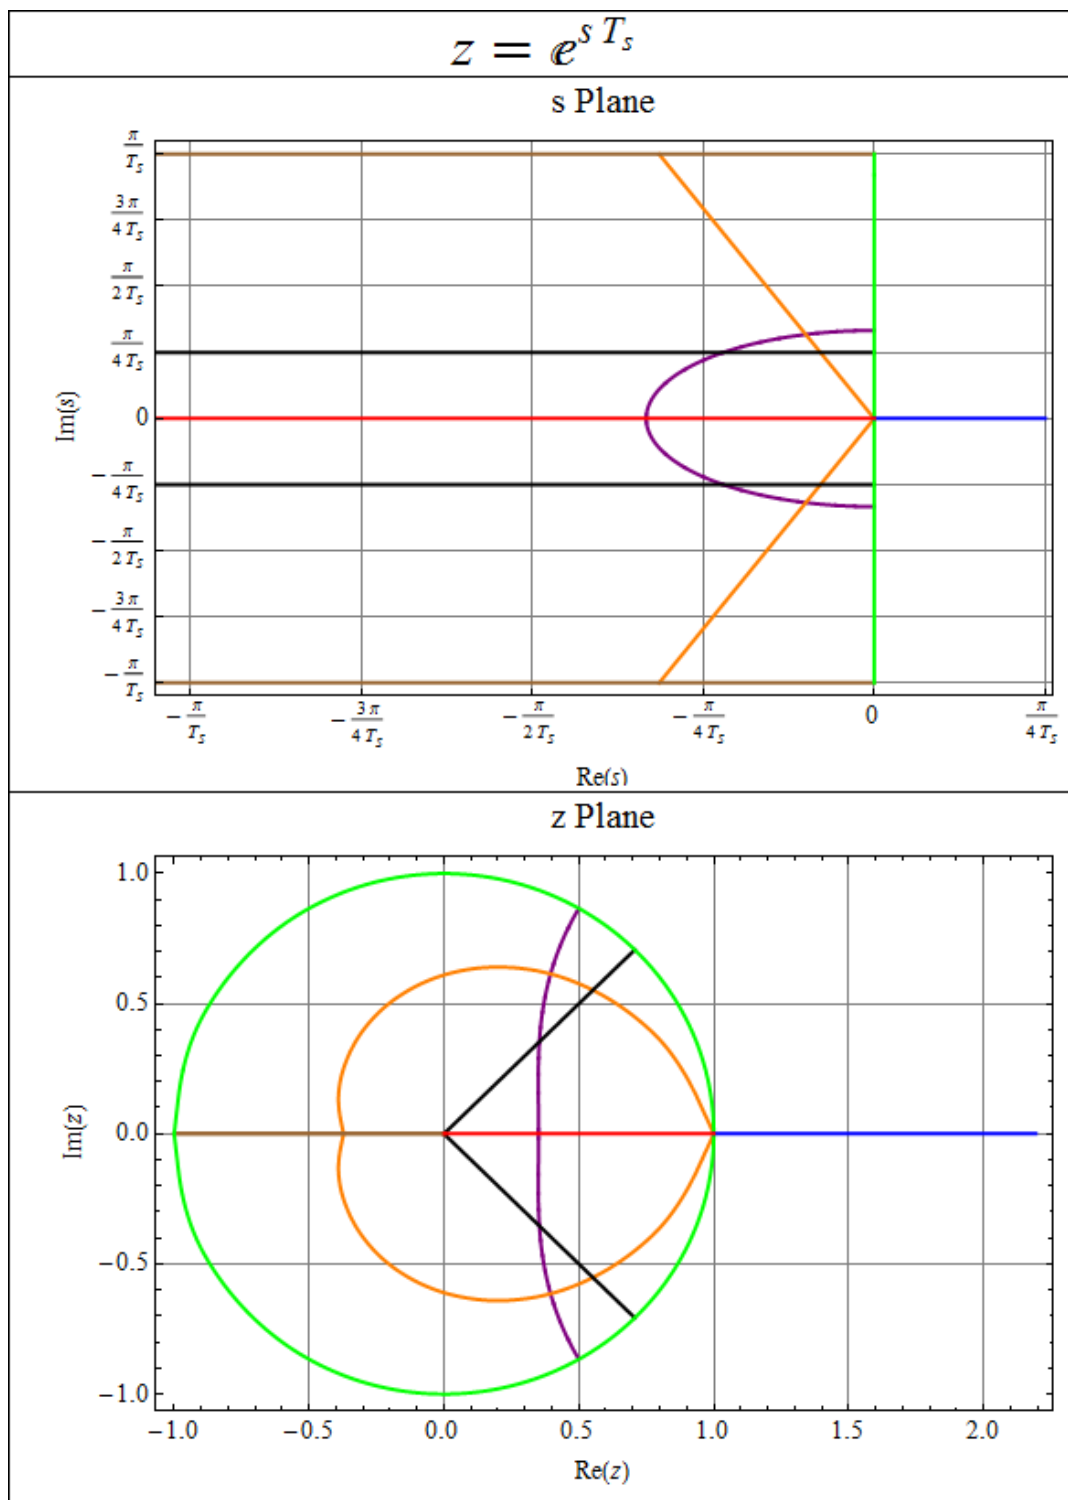 z = e^{s T_s}
s Plane
π/T_s
3π/4T_s
π/2T_s
π/4T_s
0
−π/4T_s
−π/2T_s
−3π/4T_s
−π/T_s
Im(s)
−π/T_s −3π/4T_s −π/2T_s −π/4T_s 0 π/4T_s
Re(s)
z Plane
1.0
0.5
0.0
−0.5
−1.0
Im(z)
−1.0 −0.5 0.0 0.5 1.0 1.5 2.0
Re(z)